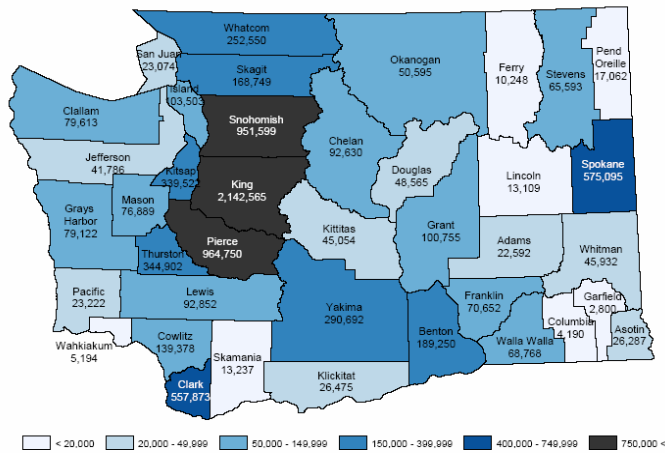 Whatcom
252,550
San Juan
23,074
Skagit
168,749
Island
103,503
Okanogan
50,595
Ferry
10,248
Stevens
65,593
Pend
Oreille
17,062
Clallam
79,613
Snohomish
951,599
Chelan
92,630
Jefferson
41,786
Kitsap
339,522
Douglas
48,565
Lincoln
13,109
Spokane
575,095
King
2,142,565
Mason
76,889
Grays
Harbor
79,122
Kittitas
45,054
Grant
100,755
Adams
22,592
Whitman
45,932
Pierce
964,750
Thurston
344,902
Pacific
23,222
Lewis
92,852
Yakima
290,692
Franklin
70,652
Garfield
2,800
Columbia
4,190
Asotin
26,287
Benton
189,250
Walla Walla
68,768
Wahkiakum
5,194
Cowlitz
139,378
Skamania
13,237
Klickitat
26,475
Clark
557,873
< 20,000
20,000 - 49,999
50,000 - 149,999
150,000 - 399,999
400,000 - 749,999
750,000 <